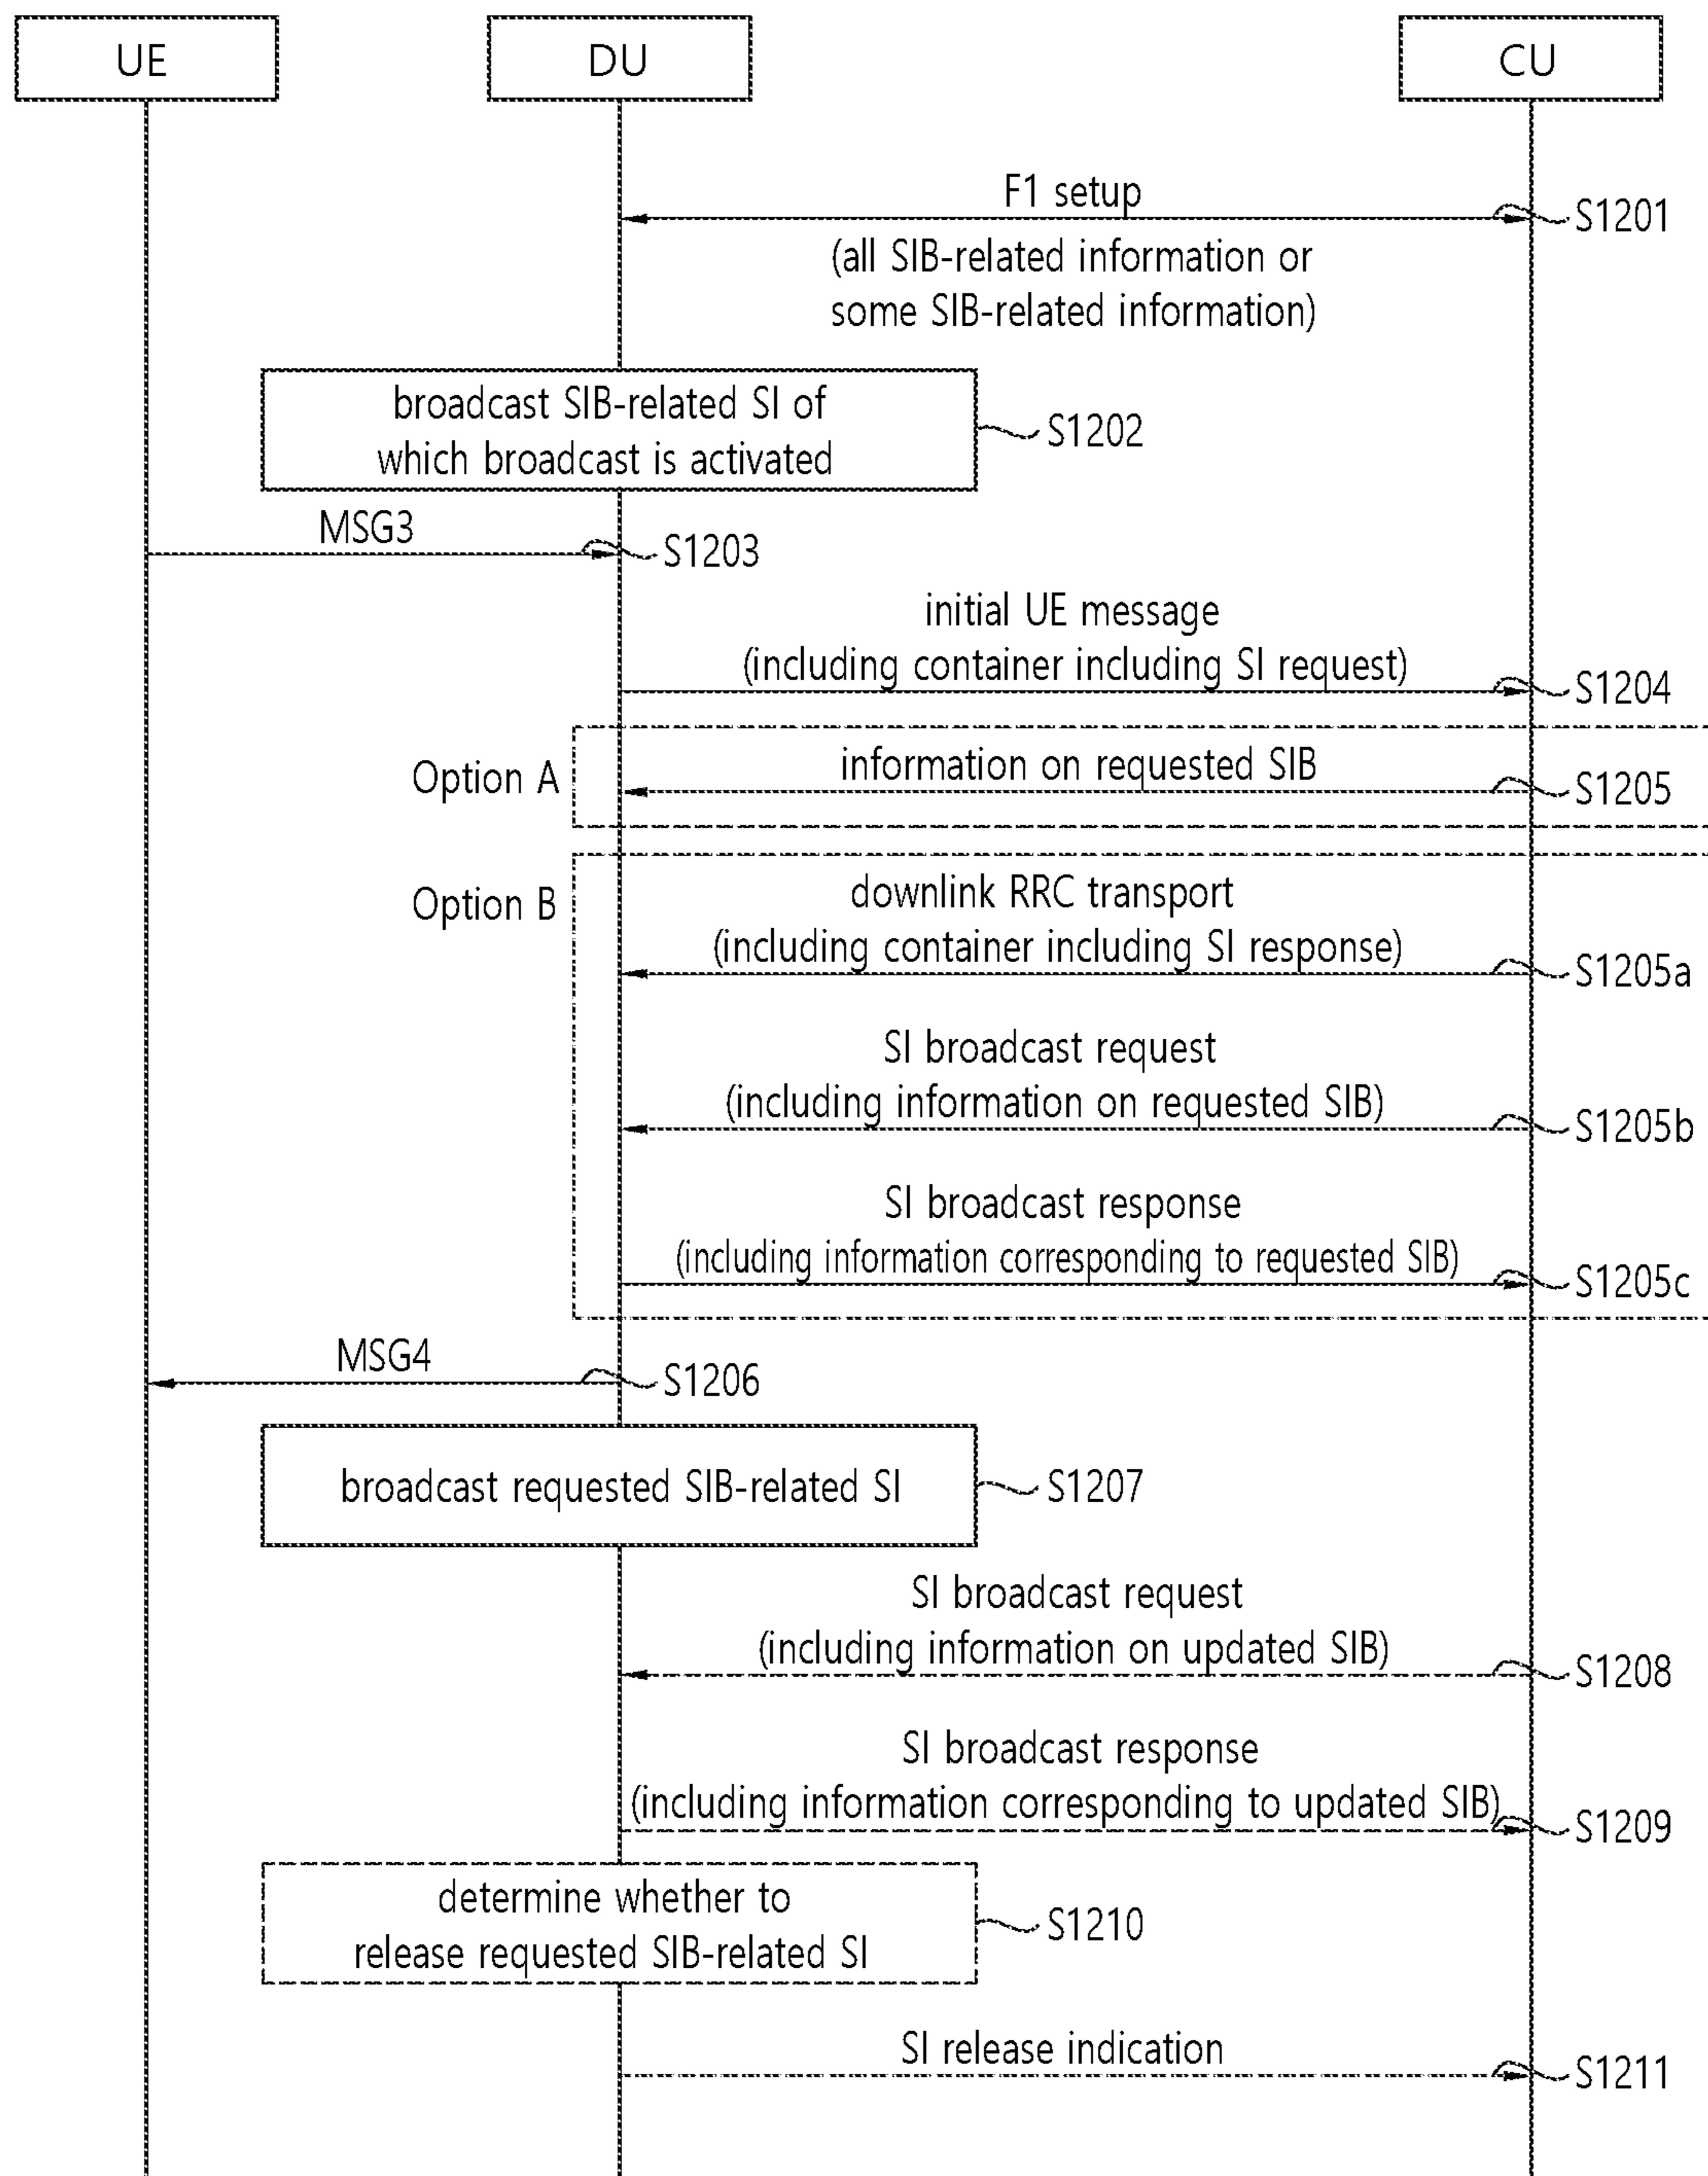 UE
DU
CU
F1 setup
S1201
(all SIB-related information or
some SIB-related information)
broadcast SIB-related SI of
which broadcast is activated
S1202
MSG3
S1203
initial UE message
(including container including SI request)
S1204
Option A
information on requested SIB
S1205
Option B
downlink RRC transport
(including container including SI response)
S1205a
SI broadcast request
(including information on requested SIB)
S1205b
SI broadcast response
(including information corresponding to requested SIB)
S1205c
MSG4
S1206
broadcast requested SIB-related SI
S1207
SI broadcast request
(including information on updated SIB)
S1208
SI broadcast response
(including information corresponding to updated SIB)
S1209
determine whether to
release requested SIB-related SI
S1210
SI release indication
S1211